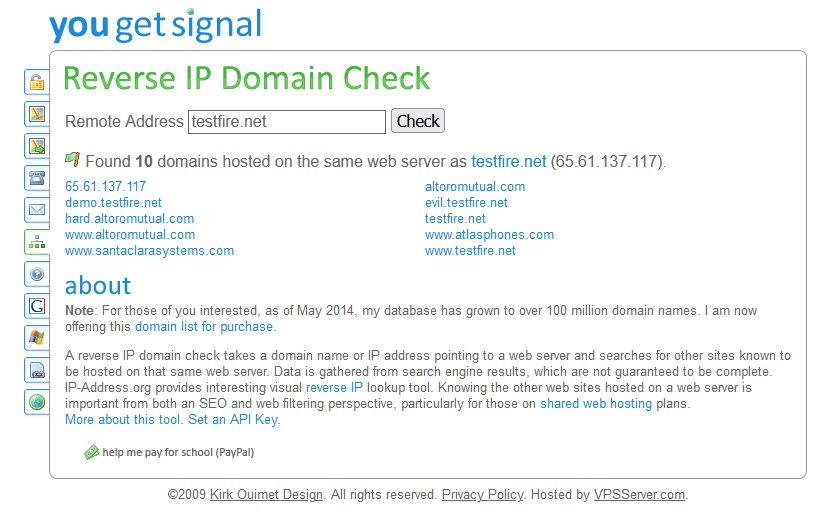 you get signal
Reverse IP Domain Check
Remote Address testfire.net Check
Found 10 domains hosted on the same web server as testfire.net (65.61.137.117).
65.61.137.117 altoromutual.com
demo.testfire.net evil.testfire.net
hard.altoromutual.com testfire.net
www.altoromutual.com www.atlasphones.com
www.santaclarasystems.com www.testfire.net
about
Note: For those of you interested, as of May 2014, my database has grown to over 100 million domain names. I am now
offering this domain list for purchase.
A reverse IP domain check takes a domain name or IP address pointing to a web server and searches for other sites known to
be hosted on that same web server. Data is gathered from search engine results, which are not guaranteed to be complete.
IP-Address.org provides interesting visual reverse IP lookup tool. Knowing the other web sites hosted on a web server is
important from both an SEO and web filtering perspective, particularly for those on shared web hosting plans.
More about this tool. Set an API Key.
help me pay for school (PayPal)
©2009 Kirk Ouimet Design. All rights reserved. Privacy Policy. Hosted by VPSServer.com.